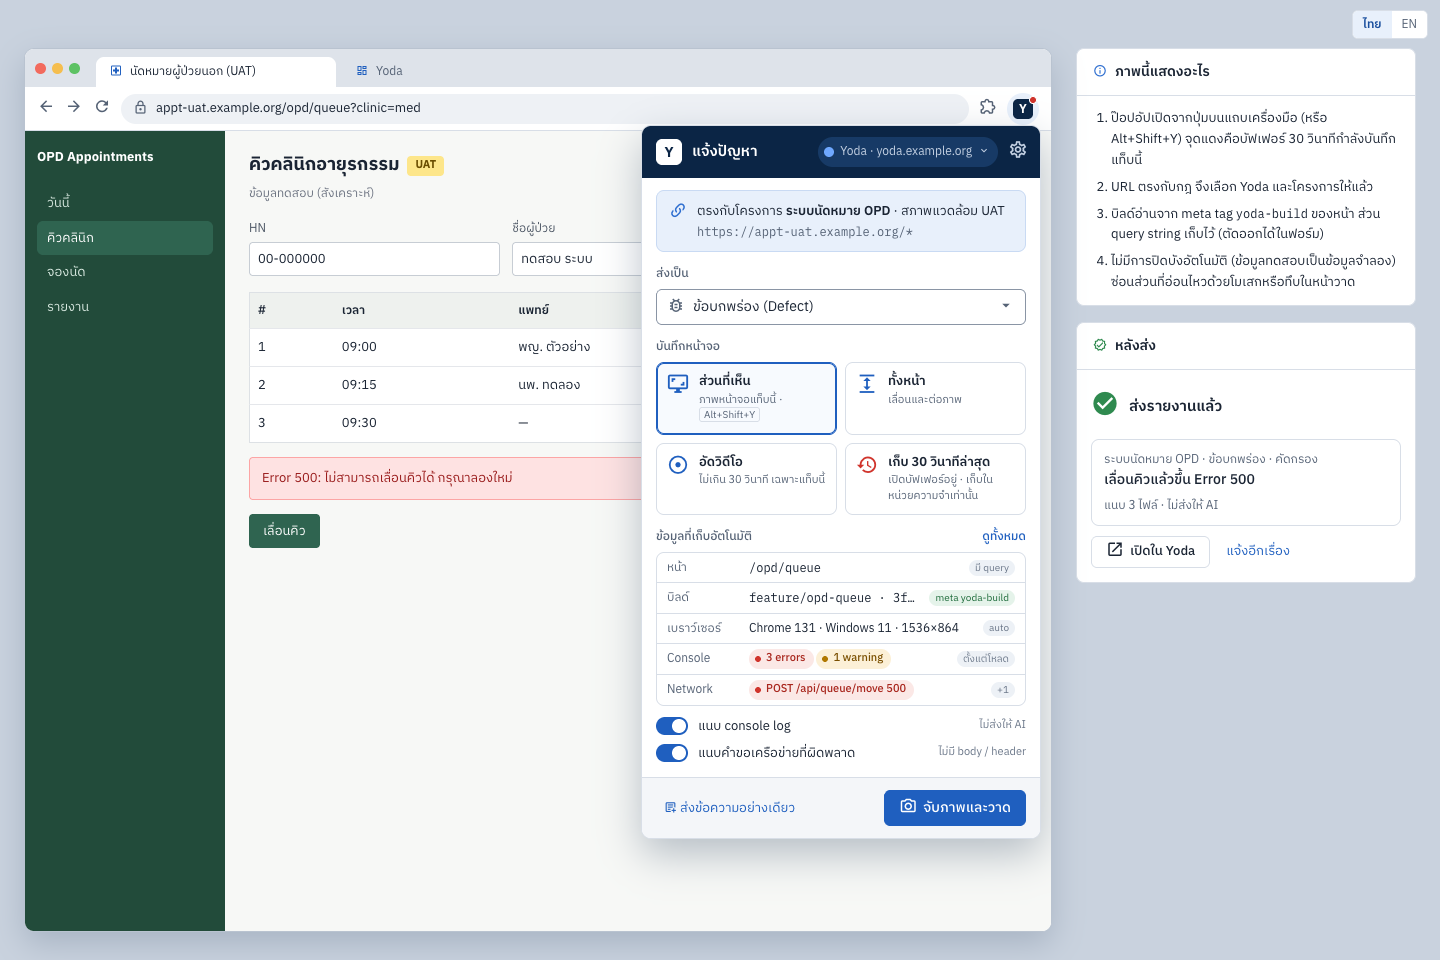 ไทย EN
นัดหมายผู้ป่วยนอก (UAT)
Yoda
appt-uat.example.org/opd/queue?clinic=med
Y
OPD Appointments
วันนี้
คิวคลินิก
จองนัด
รายงาน
คิวคลินิกอายุรกรรม UAT
ข้อมูลทดสอบ (สังเคราะห์)
HN
ชื่อผู้ป่วย
00-000000
ทดสอบ ระบบ
# เวลา แพทย์
1 09:00 พญ. ตัวอย่าง
2 09:15 นพ. ทดลอง
3 09:30 —
Error 500: ไม่สามารถเลื่อนคิวได้ กรุณาลองใหม่
เลื่อนคิว
Y แจ้งปัญหา Yoda · yoda.example.org
ตรงกับโครงการ ระบบนัดหมาย OPD · สภาพแวดล้อม UAT
https://appt-uat.example.org/*
ส่งเป็น
ข้อบกพร่อง (Defect)
บันทึกหน้าจอ
ส่วนที่เห็น
ภาพหน้าจอแท็บนี้ ·
Alt+Shift+Y
ทั้งหน้า
เลื่อนและต่อภาพ
อัดวิดีโอ
ไม่เกิน 30 วินาที เฉพาะแท็บนี้
เก็บ 30 วินาทีล่าสุด
เปิดบัฟเฟอร์อยู่ · เก็บใน
หน่วยความจำเท่านั้น
ข้อมูลที่เก็บอัตโนมัติ ดูทั้งหมด
หน้า /opd/queue มี query
บิลด์ feature/opd-queue · 3f… meta yoda-build
เบราว์เซอร์ Chrome 131 · Windows 11 · 1536×864 auto
Console 3 errors 1 warning ตั้งแต่โหลด
Network POST /api/queue/move 500 +1
แนบ console log ไม่ส่งให้ AI
แนบคำขอเครือข่ายที่ผิดพลาด ไม่มี body / header
ส่งข้อความอย่างเดียว จับภาพและวาด
ภาพนี้แสดงอะไร
1. ป๊อปอัปเปิดจากปุ่มบนแถบเครื่องมือ (หรือ
Alt+Shift+Y) จุดแดงคือบัฟเฟอร์ 30 วินาทีกำลังบันทึก
แท็บนี้
2. URL ตรงกับกฎ จึงเลือก Yoda และโครงการให้แล้ว
3. บิลด์อ่านจาก meta tag yoda-build ของหน้า ส่วน
query string เก็บไว้ (ตัดออกได้ในฟอร์ม)
4. ไม่มีการปิดบังอัตโนมัติ (ข้อมูลทดสอบเป็นข้อมูลจำลอง)
ซ่อนส่วนที่อ่อนไหวด้วยโมเสกหรือทึบในหน้าวาด
หลังส่ง
ส่งรายงานแล้ว
ระบบนัดหมาย OPD · ข้อบกพร่อง · คัดกรอง
เลื่อนคิวแล้วขึ้น Error 500
แนบ 3 ไฟล์ · ไม่ส่งให้ AI
เปิดใน Yoda แจ้งอีกเรื่อง